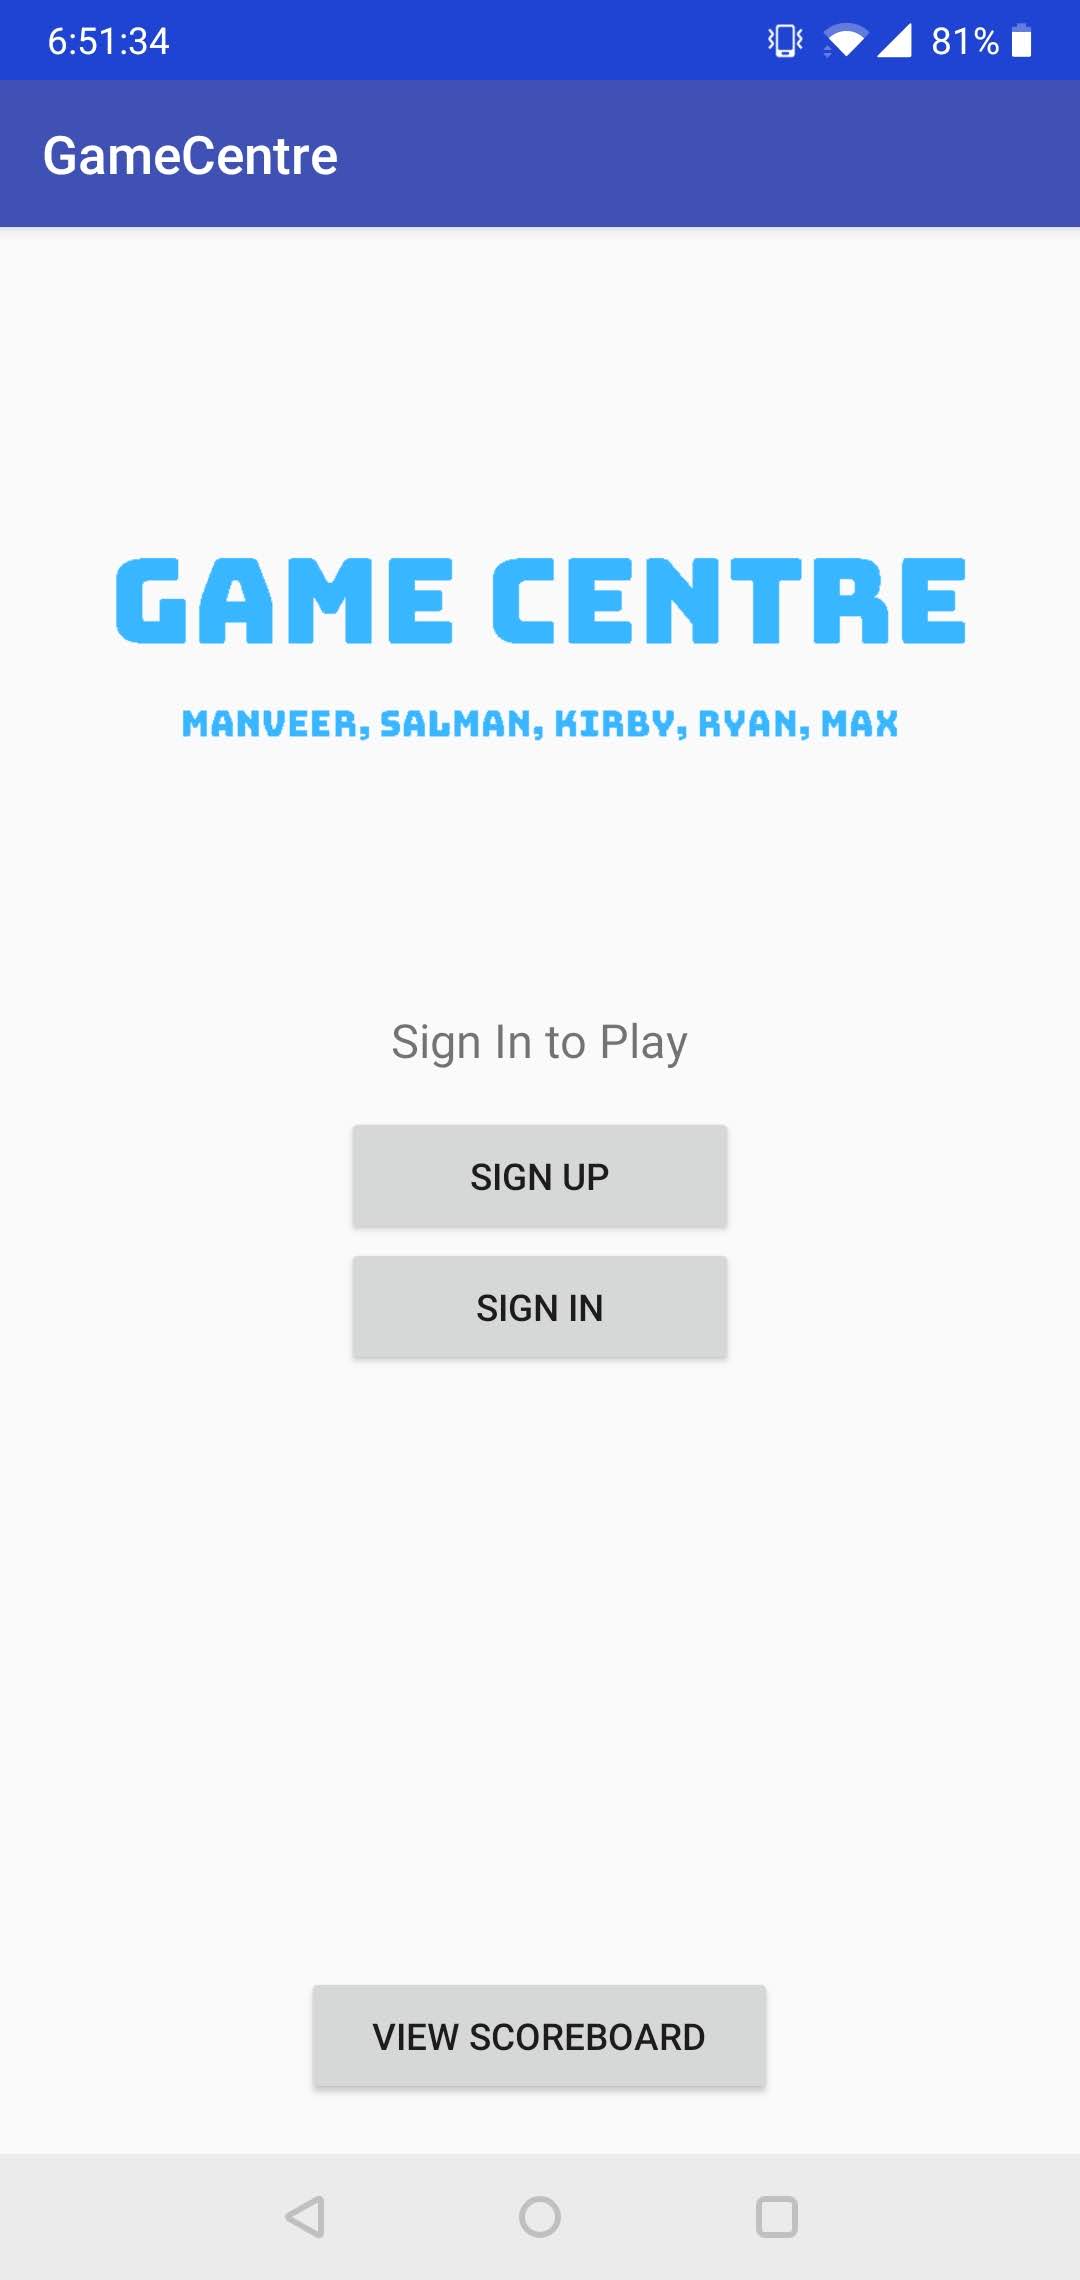 6:51:34 81%
GameCentre
GAME CENTRE
MANVEER, SALMAN, KIRBY, RYAN, MAX
Sign In to Play
SIGN UP
SIGN IN
VIEW SCOREBOARD